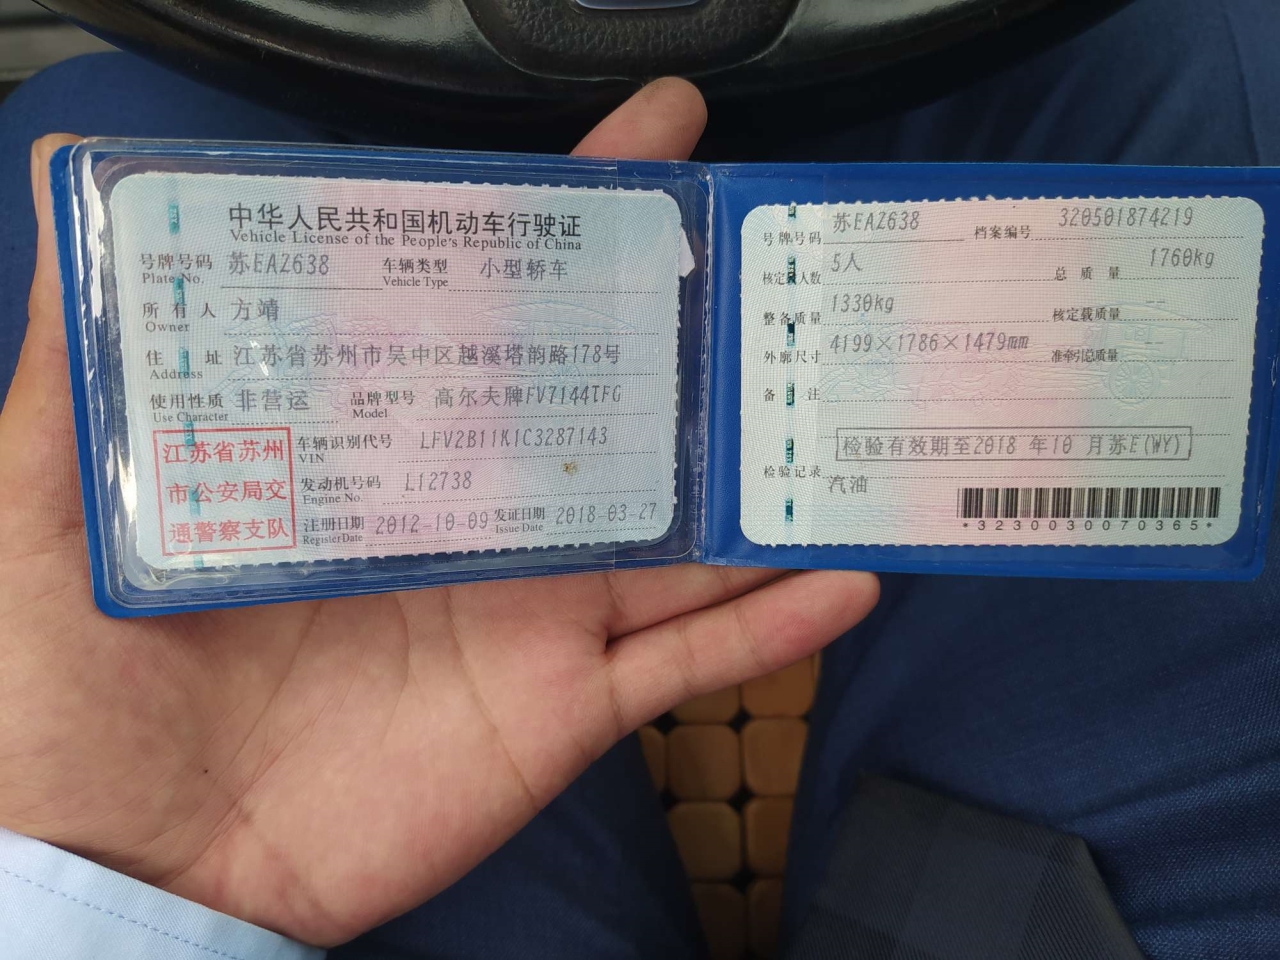 中华人民共和国机动车行驶证
Vehicle License of the People's Republic of China
号牌号码 苏EAZ638 车辆类型 小型轿车
Plate No. Vehicle Type
所有人 方靖
Owner
住址 江苏省苏州市吴中区越溪塔韵路178号
Address
使用性质 非营运 品牌型号 高尔夫牌FV7144TFG
Use Character Model
江苏省苏州
市公安局交
通警察支队
车辆识别代号 LFV2B11K1C3287143
VIN
发动机号码 L12738
Engine No.
注册日期 2012-10-09 发证日期 2018-03-27
Register Date Issue Date
号牌号码 苏EAZ638 档案编号 320501874219
核定载人数 5人 总质量 1760kg
整备质量 1330kg 核定载质量 --
外廓尺寸 4199×1786×1479mm 准牵引总质量 --
备注
检验有效期至2018 年10 月苏E(WY)
检验记录
汽油
*3230030070365*